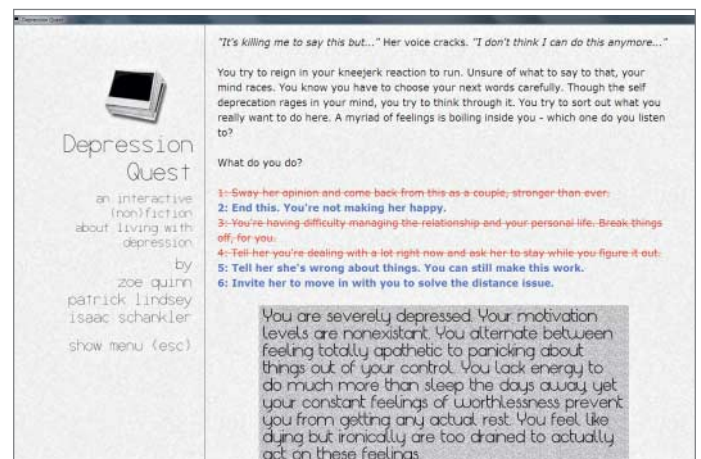 Depression Quest
"It's killing me to say this but..." Her voice cracks. "I don't think I can do this anymore..."
You try to reign in your kneejerk reaction to run. Unsure of what to say to that, your
mind races. You know you have to choose your next words carefully. Though the self
deprecation rages in your mind, you try to think through it. You try to sort out what you
really want to do here. A myriad of feelings is boiling inside you - which one do you listen
to?
What do you do?
1: Sway her opinion and come back from this as a couple, stronger than ever.
2: End this. You're not making her happy.
3: You're having difficulty managing the relationship and your personal life. Break things
off, for you.
4: Tell her you're dealing with a lot right now and ask her to stay while you figure it out.
5: Tell her she's wrong about things. You can still make this work.
6: Invite her to move in with you to solve the distance issue.
Depression
Quest
an interactive
(non)fiction
about living with
depression
by
zoe quinn
patrick lindsey
isaac schankler
show menu (esc)
You are severely depressed. Your motivation
levels are nonexistant. You alternate between
feeling totally apathetic to panicking about
things out of your control. You lack energy to
do much more than sleep the days away, yet
your constant feelings of worthlessness prevent
you from getting any actual rest. You feel like
dying but ironically are too drained to actually
act on these feelings.